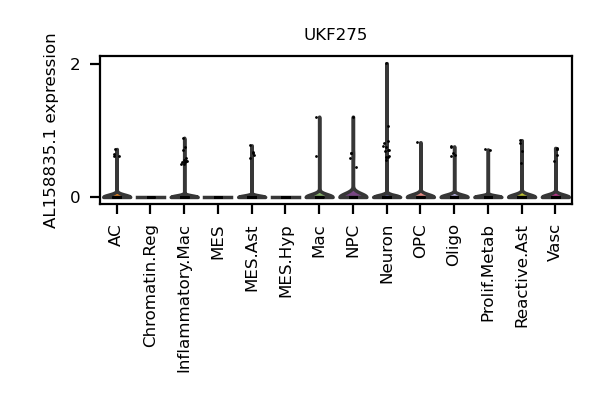 UKF275
AL158835.1 expression
2
0
AC
Chromatin.Reg
Inflammatory.Mac
MES
MES.Ast
MES.Hyp
Mac
NPC
Neuron
OPC
Oligo
Prolif.Metab
Reactive.Ast
Vasc